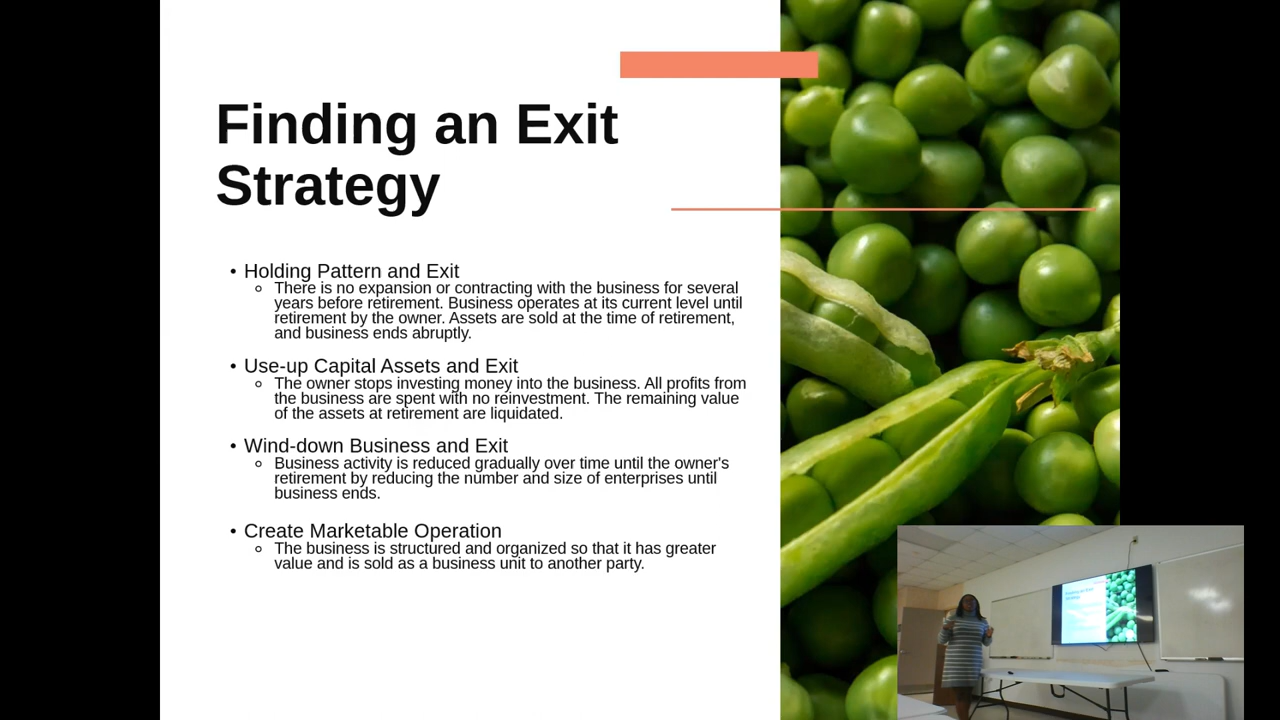 Finding an Exit
Strategy
• Holding Pattern and Exit
There is no expansion or contracting with the business for several
years before retirement. Business operates at its current level until
retirement by the owner. Assets are sold at the time of retirement,
and business ends abruptly.
• Use-up Capital Assets and Exit
The owner stops investing money into the business. All profits from
the business are spent with no reinvestment. The remaining value
of the assets at retirement are liquidated.
• Wind-down Business and Exit
Business activity is reduced gradually over time until the owner's
retirement by reducing the number and size of enterprises until
business ends.
• Create Marketable Operation
The business is structured and organized so that it has greater
value and is sold as a business unit to another party.